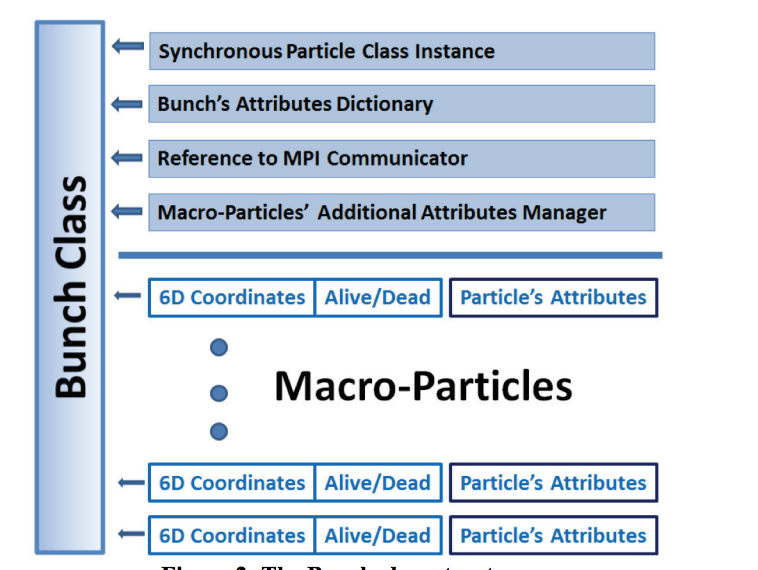 Bunch Class
Synchronous Particle Class Instance
Bunch’s Attributes Dictionary
Reference to MPI Communicator
Macro-Particles’ Additional Attributes Manager
6D Coordinates Alive/Dead Particle’s Attributes
Macro-Particles
6D Coordinates Alive/Dead Particle’s Attributes
6D Coordinates Alive/Dead Particle’s Attributes